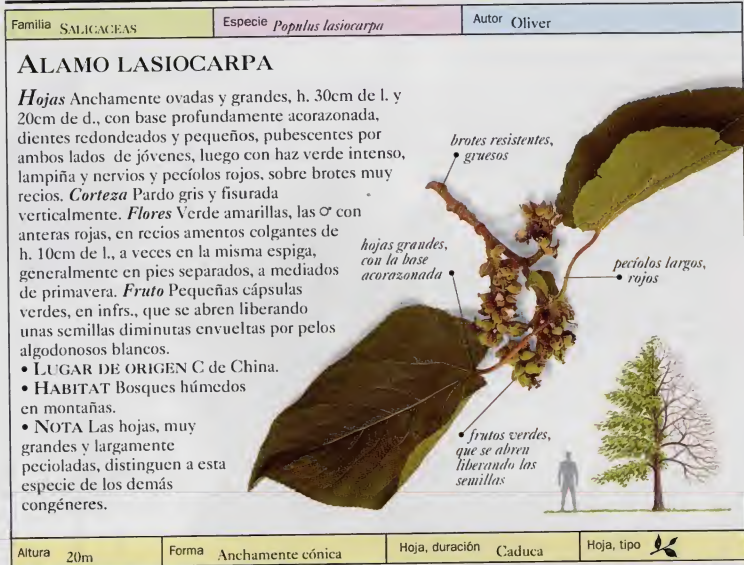 Familia SALICACEAS
Especie Populus lasiocarpa
Autor Oliver
ALAMO LASIOCARPA
Hojas Anchamente ovadas y grandes, h. 30cm de l. y
20cm de d., con base profundamente acorazonada,
dientes redondeados y pequeños, pubescentes por
ambos lados de jóvenes, luego con haz verde intenso,
lampiña y nervios y pecíolos rojos, sobre brotes muy
recios. Corteza Pardo gris y fisurada
verticalmente. Flores Verde amarillas, las ♂ con
anteras rojas, en recios amentos colgantes de
h. 10cm de l., a veces en la misma espiga,
generalmente en pies separados, a mediados
de primavera. Fruto Pequeñas cápsulas
verdes, en infrs., que se abren liberando
unas semillas diminutas envueltas por pelos
algodonosos blancos.
• LUGAR DE ORIGEN C de China.
• HABITAT Bosques húmedos
en montañas.
• NOTA Las hojas, muy
grandes y largamente
pecioladas, distinguen a esta
especie de los demás
congéneres.
brotes resistentes,
gruesos
hojas grandes,
con la base
acorazonada
pecíolos largos,
rojos
frutos verdes,
que se abren
liberando las
semillas
Altura 20m
Forma Anchamente cónica
Hoja, duración Caduca
Hoja, tipo